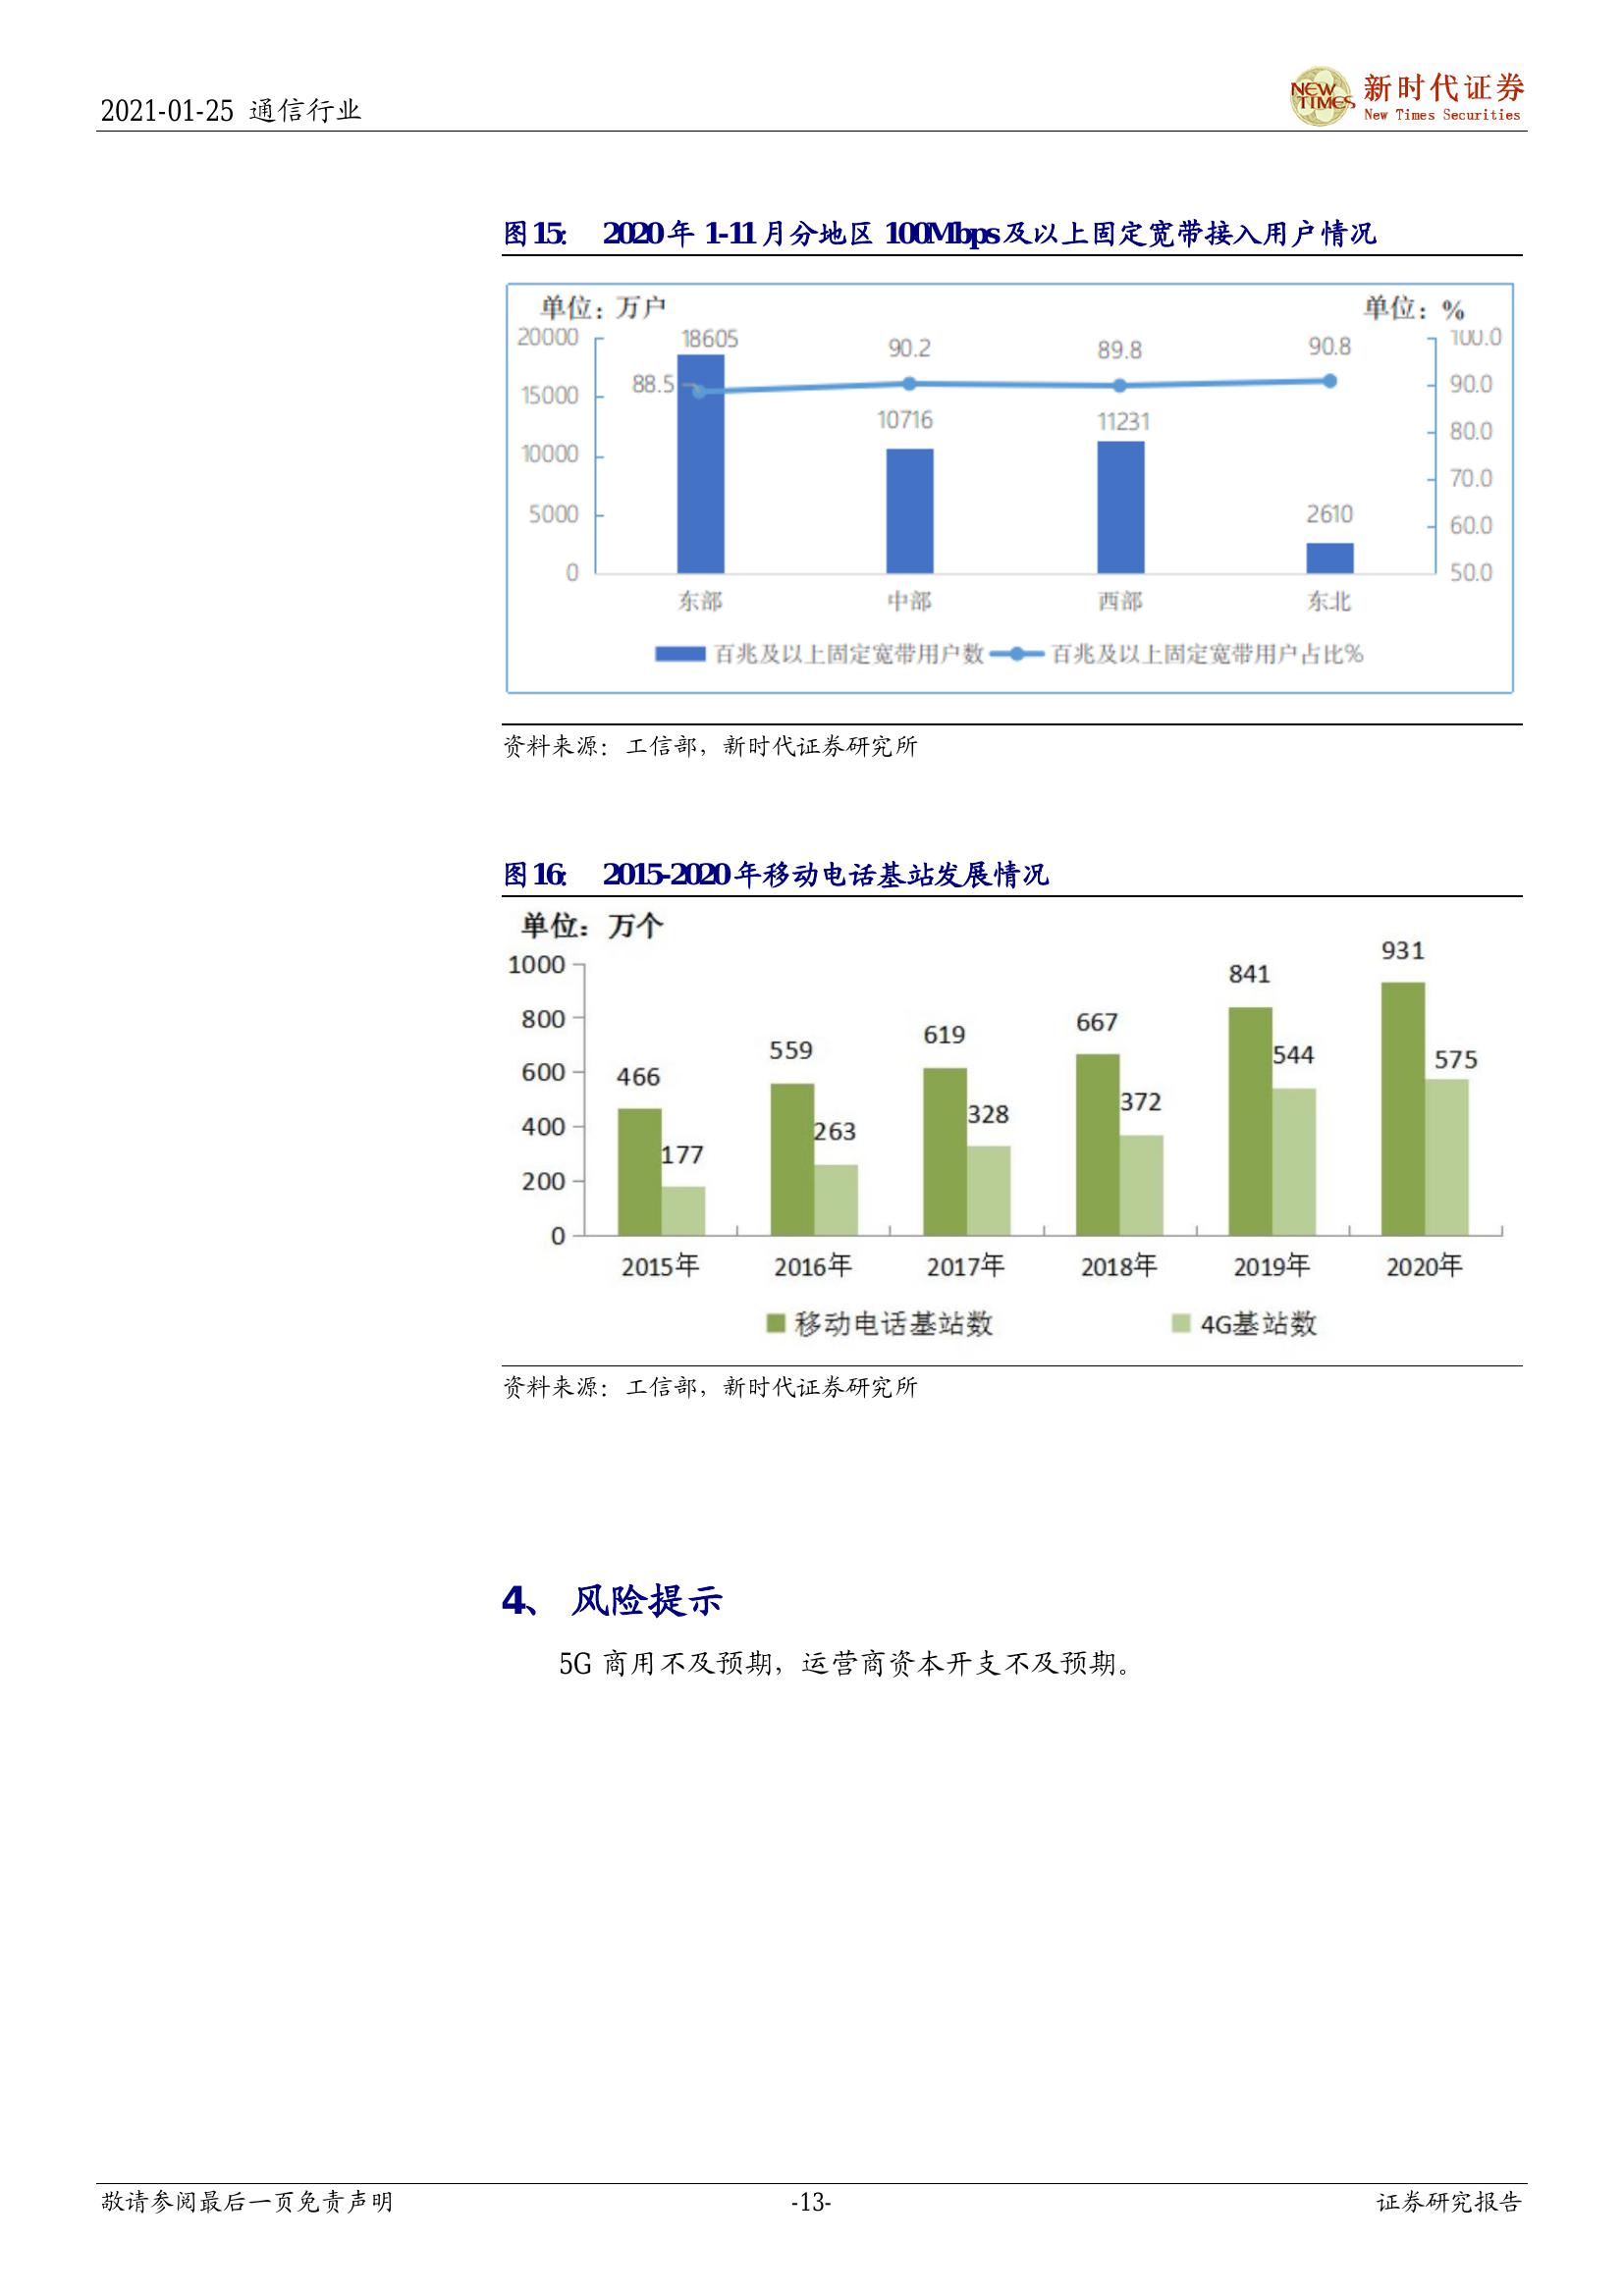 2021-01-25 通信行业
NEW TIMES
新时代证券
New Times Securities
图15: 2020年1-11月分地区100Mbps及以上固定宽带接入用户情况
单位：万户 单位：%
20000 18605 90.2 89.8 90.8 100.0
88.5
15000 90.0
10716 11231 80.0
10000
70.0
5000 2610 60.0
0 50.0
东部 中部 西部 东北
百兆及以上固定宽带用户数 百兆及以上固定宽带用户占比%
资料来源：工信部，新时代证券研究所
图16: 2015-2020年移动电话基站发展情况
单位：万个
931
1000 841
800 667
619
559 544 575
600 466
372
400 328
263
177
200
0
2015年 2016年 2017年 2018年 2019年 2020年
移动电话基站数 4G基站数
资料来源：工信部，新时代证券研究所
4、 风险提示
5G 商用不及预期，运营商资本开支不及预期。
敬请参阅最后一页免责声明 -13- 证券研究报告